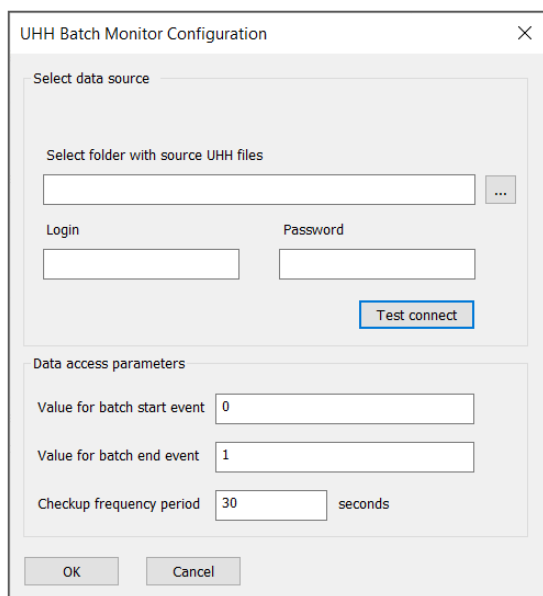 UHH Batch Monitor Configuration
Select data source
Select folder with source UHH files
...
Login Password
Test connect
Data access parameters
Value for batch start event 0
Value for batch end event 1
Checkup frequency period 30 seconds
OK Cancel